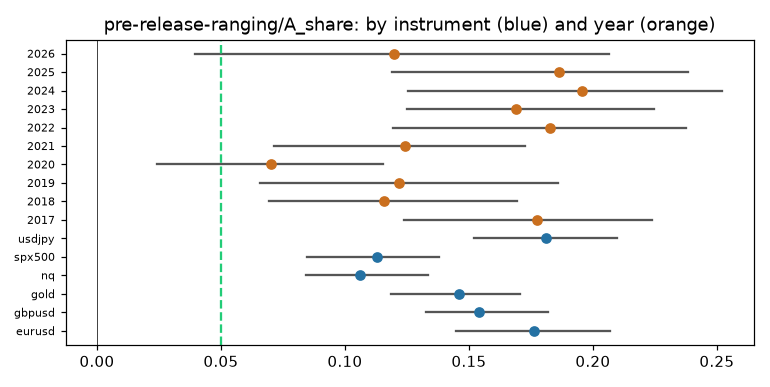 pre-release-ranging/A_share: by instrument (blue) and year (orange)
2026
2025
2024
2023
2022
2021
2020
2019
2018
2017
usdjpy
spx500
nq
gold
gbpusd
eurusd
0.00 0.05 0.10 0.15 0.20 0.25